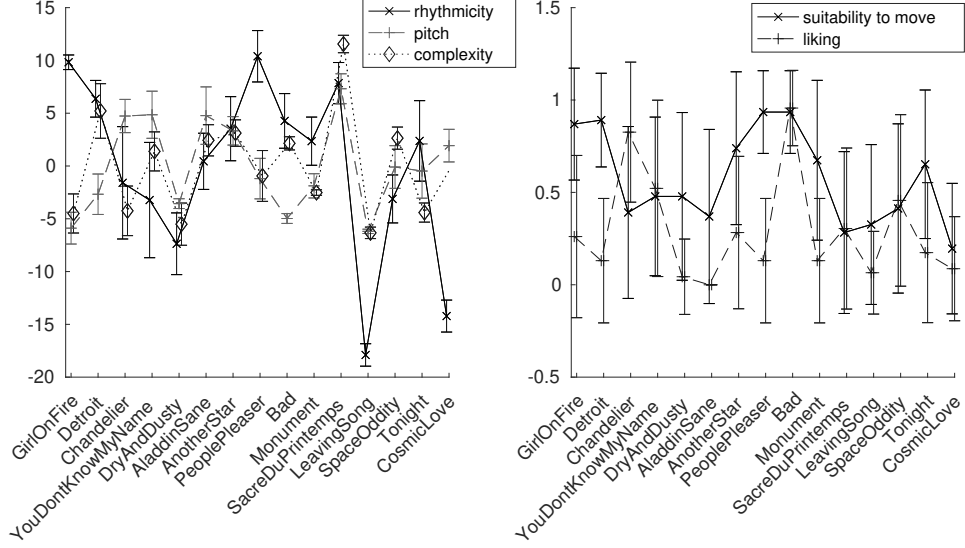 15
10
5
0
-5
-10
-15
-20
rhythmicity
pitch
complexity
GirlOnFire
Detroit
Chandelier
YouDontKnowMyName
DryAndDusty
AladdinSane
AnotherStar
PeoplePleaser
Bad
Monument
SacreDuPrintemps
LeavingSong
SpaceOddity
Tonight
CosmicLove
1.5
1
0.5
0
-0.5
suitability to move
liking
GirlOnFire
Detroit
Chandelier
YouDontKnowMyName
DryAndDusty
AladdinSane
AnotherStar
PeoplePleaser
Bad
Monument
SacreDuPrintemps
LeavingSong
SpaceOddity
Tonight
CosmicLove